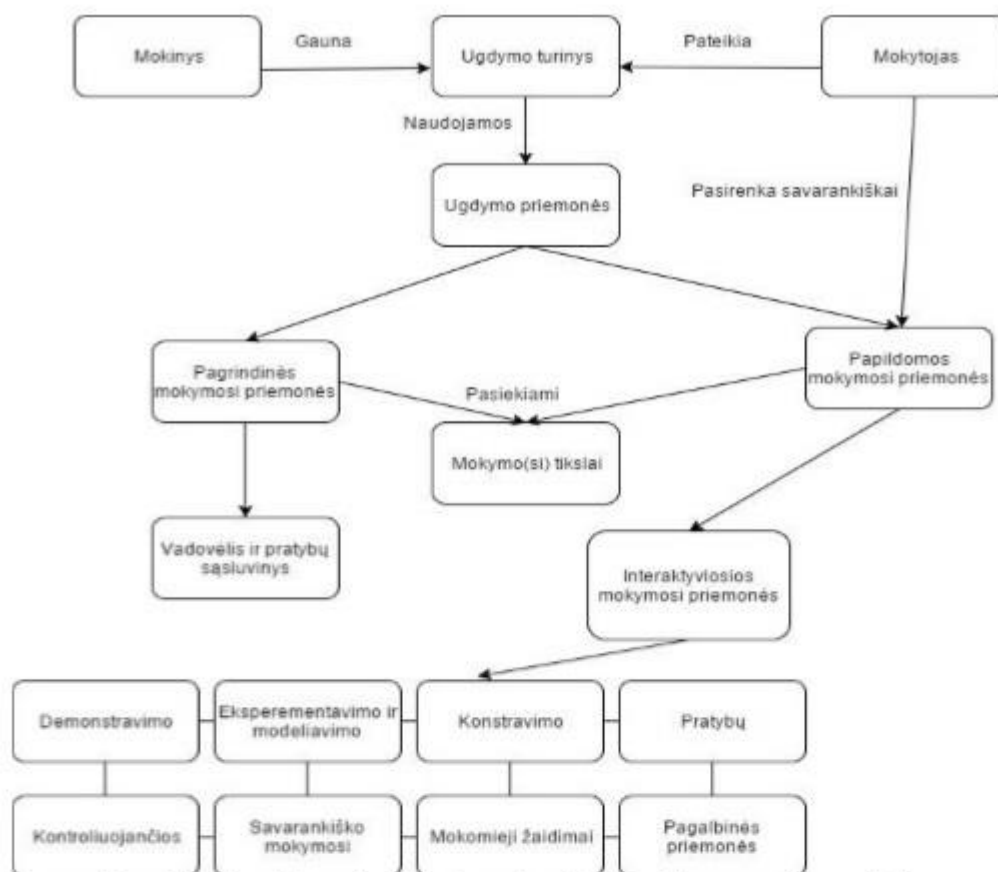 Mokinys
Gauna
Ugdymo turinys
Pateikia
Mokytojas
Naudojamos
Ugdymo priemonės
Pasirenka savarankiškai
Pagrindinės
mokymosi priemonės
Pasiekiami
Papildomos
mokymosi priemonės
Mokymo(si) tikslai
Vadovėlis ir pratybų
sąsiuvinys
Interaktyviosios
mokymosi priemonės
Demonstravimo
Eksperementavimo ir
modeliavimo
Konstravimo
Pratybų
Kontroliuojančios
Savarankiško
mokymosi
Mokomieji žaidimai
Pagalbinės
priemonės